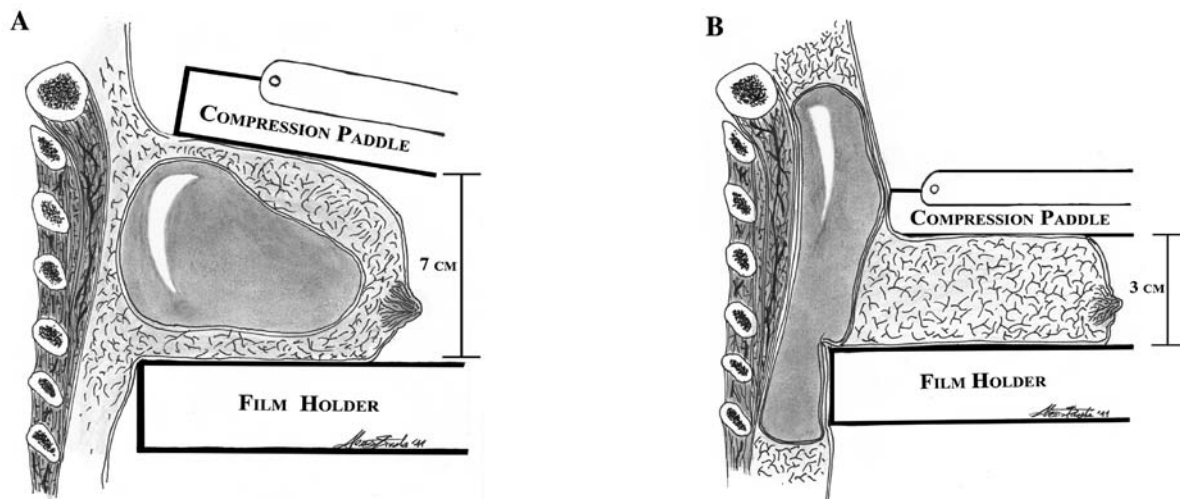 A
COMPRESSION PADDLE
7 CM
FILM HOLDER
B
COMPRESSION PADDLE
3 CM
FILM HOLDER